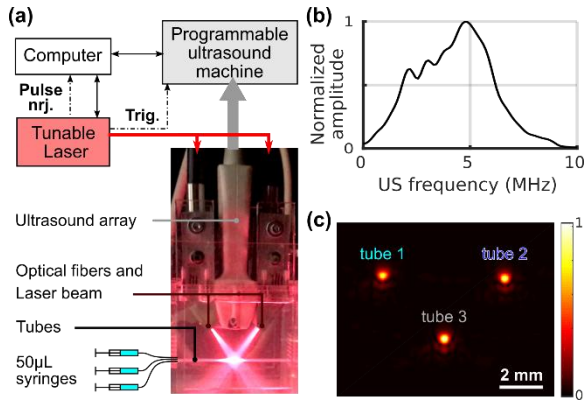 (a)
Computer
Programmable
ultrasound
machine
Pulse
nrj.
Trig.
Tunable
Laser
Ultrasound array
Optical fibers and
Laser beam
Tubes
50µL
syringes
(b)
1
0
0
5
10
Normalized
amplitude
US frequency (MHz)
(c)
tube 1
tube 2
tube 3
2 mm
1
0